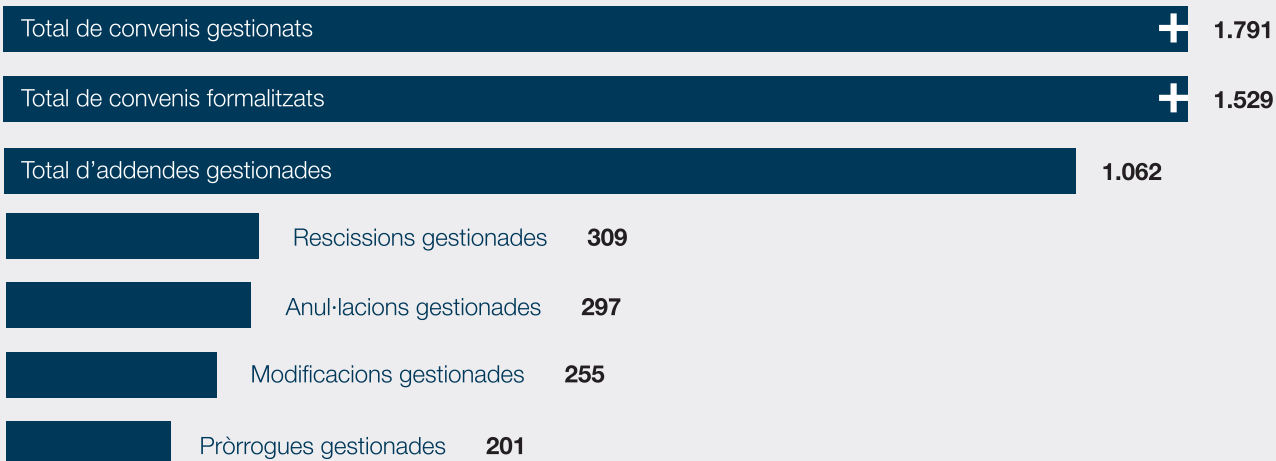 Total de convenis gestionats + 1.791
Total de convenis formalitzats + 1.529
Total d’addendes gestionades 1.062
Rescissions gestionades 309
Anul·lacions gestionades 297
Modificacions gestionades 255
Pròrrogues gestionades 201